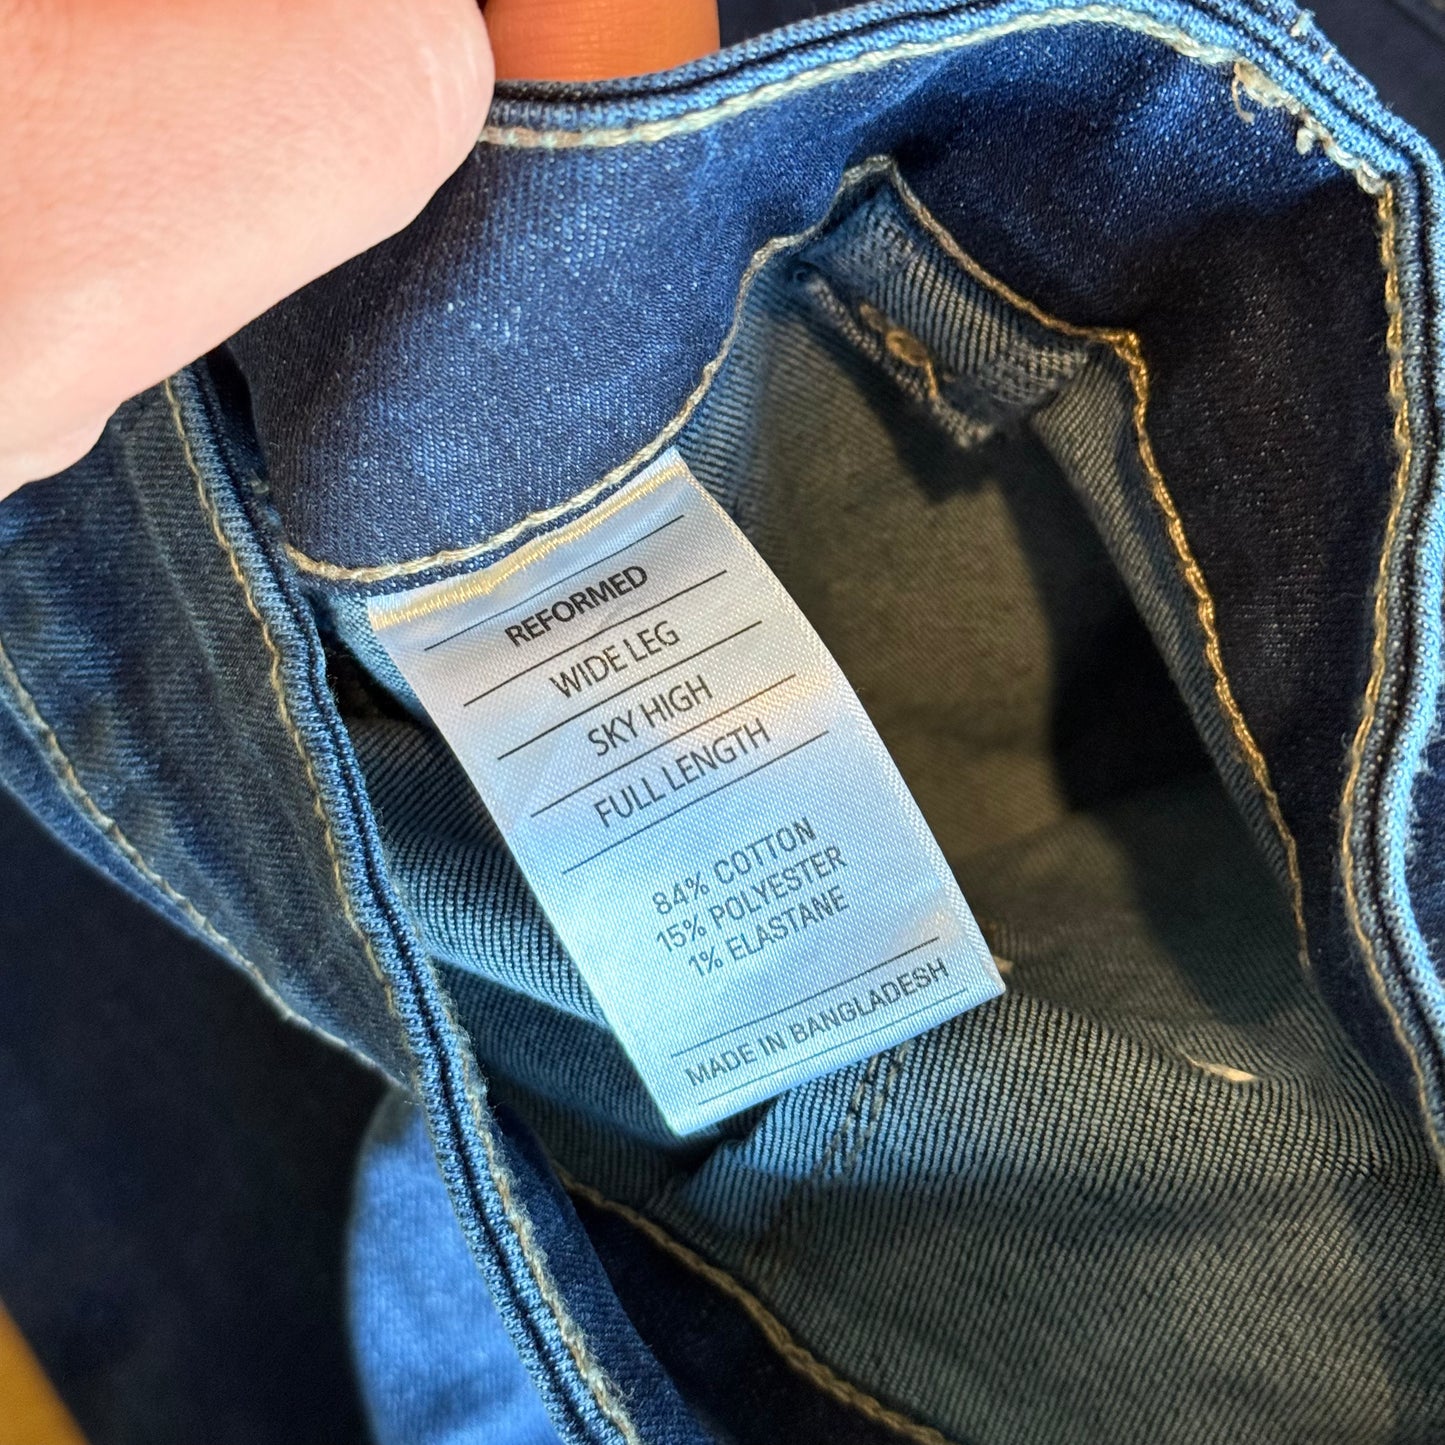 REFORMED
WIDE LEG
SKY HIGH
FULL LENGTH
84% COTTON
15% POLYESTER
1% ELASTANE
MADE IN BANGLADESH